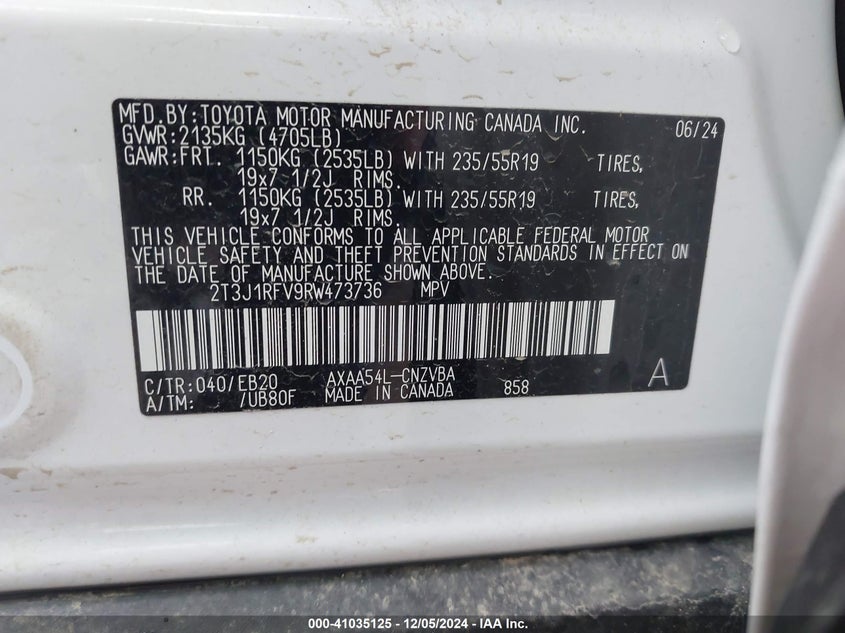 MFD.BY:TOYOTA MOTOR MANUFACTURING CANADA INC. 06/24
GVWR:2135KG (4705LB)
GAWR:FRT. 1150KG (2535LB) WITH 235/55R19 TIRES,
19x7 1/2J RIMS.
RR. 1150KG (2535LB) WITH 235/55R19 TIRES,
19x7 1/2J RIMS.
THIS VEHICLE CONFORMS TO ALL APPLICABLE FEDERAL MOTOR
VEHICLE SAFETY AND THEFT PREVENTION STANDARDS IN EFFECT ON
THE DATE OF MANUFACTURE SHOWN ABOVE.
2T3J1RFV9RW473736 MPV
C/TR:040/EB20 AXAA54L-CNZVBA A
A/TM: /UB80F MADE IN CANADA 858
000-41035125 - 12/05/2024 - IAA Inc.